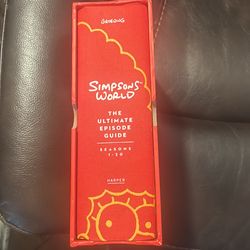 GROENING
SIMPSONS
WORLD
THE
ULTIMATE
EPISODE
GUIDE
SEASONS
1-20
HARPER